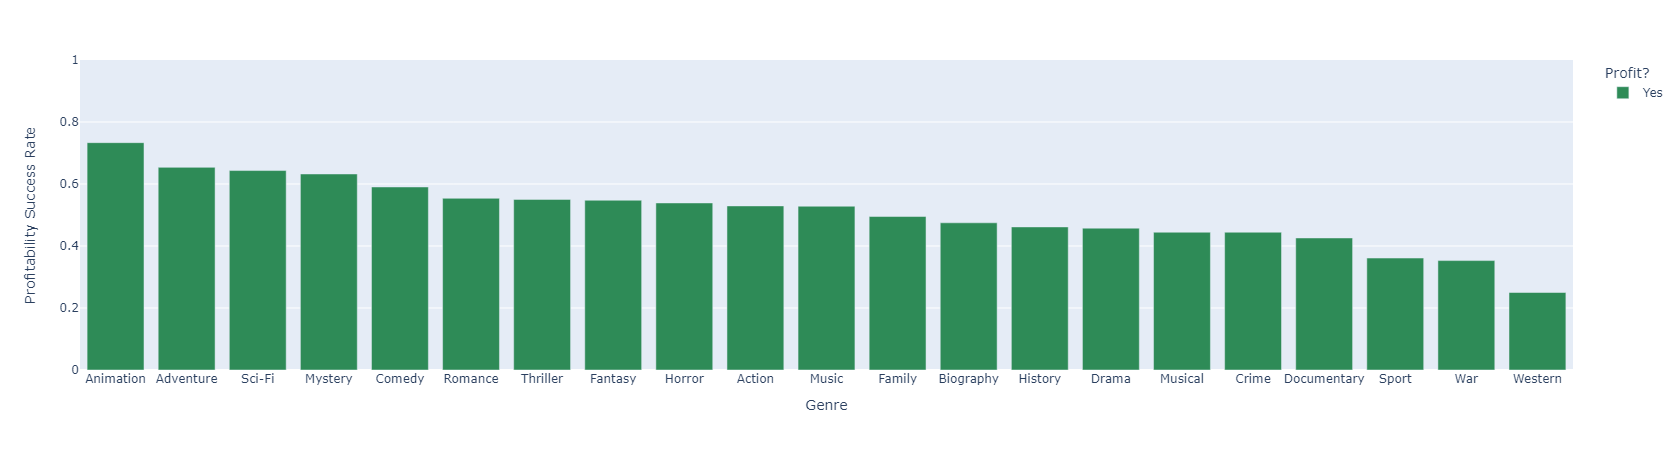 Profit?
Yes
Profitability Success Rate
1
0.8
0.6
0.4
0.2
0
Animation Adventure Sci-Fi Mystery Comedy Romance Thriller Fantasy Horror Action Music Family Biography History Drama Musical Crime Documentary Sport War Western
Genre